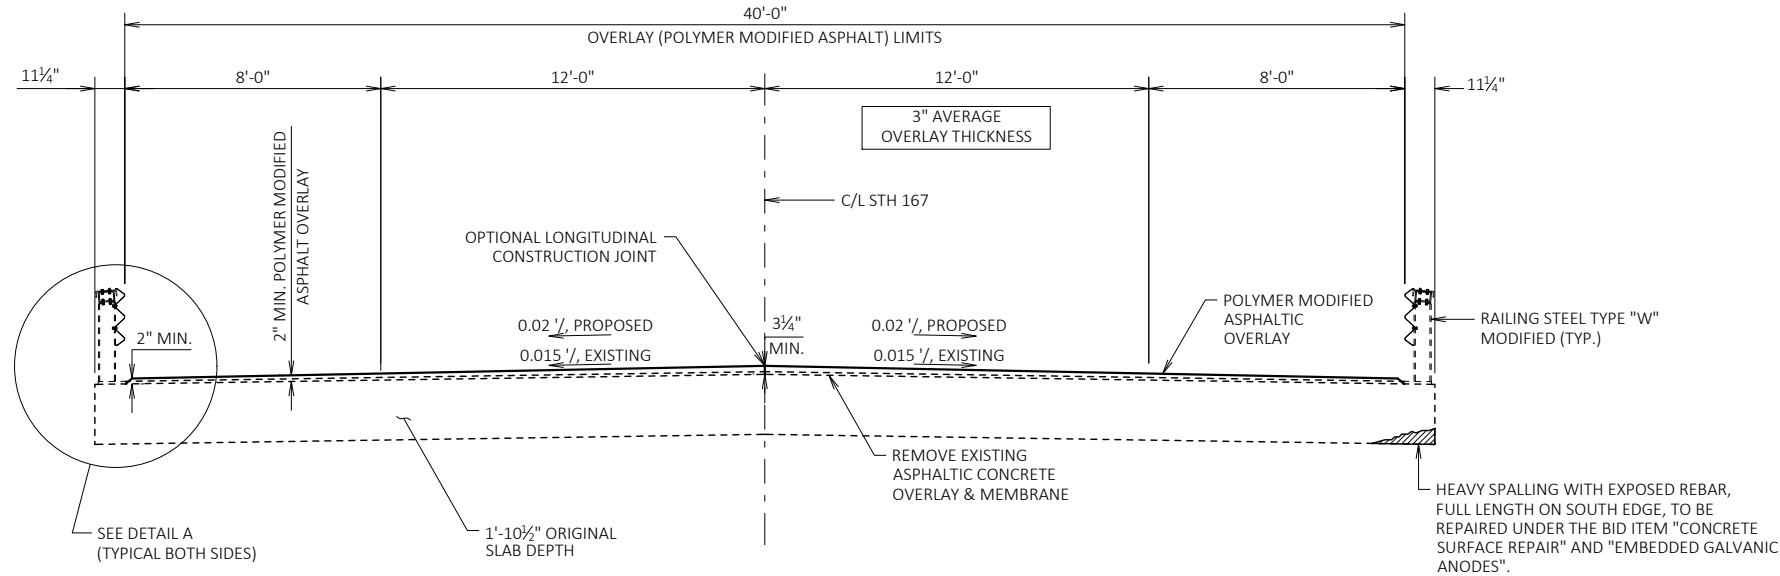 40'-0"
OVERLAY (POLYMER MODIFIED ASPHALT) LIMITS
11¼"
8'-0"
12'-0"
12'-0"
8'-0"
11¼"
3" AVERAGE
OVERLAY THICKNESS
2" MIN. POLYMER MODIFIED
ASPHALT OVERLAY
C/L STH 167
OPTIONAL LONGITUDINAL
CONSTRUCTION JOINT
POLYMER MODIFIED
ASPHALTIC
OVERLAY
RAILING STEEL TYPE "W"
MODIFIED (TYP.)
2" MIN.
0.02 '/, PROPOSED
3¼"
MIN.
0.02 '/, PROPOSED
0.015 '/, EXISTING
0.015 '/, EXISTING
REMOVE EXISTING
ASPHALTIC CONCRETE
OVERLAY & MEMBRANE
HEAVY SPALLING WITH EXPOSED REBAR,
FULL LENGTH ON SOUTH EDGE, TO BE
REPAIRED UNDER THE BID ITEM "CONCRETE
SURFACE REPAIR" AND "EMBEDDED GALVANIC
ANODES".
SEE DETAIL A
(TYPICAL BOTH SIDES)
1'-10½" ORIGINAL
SLAB DEPTH